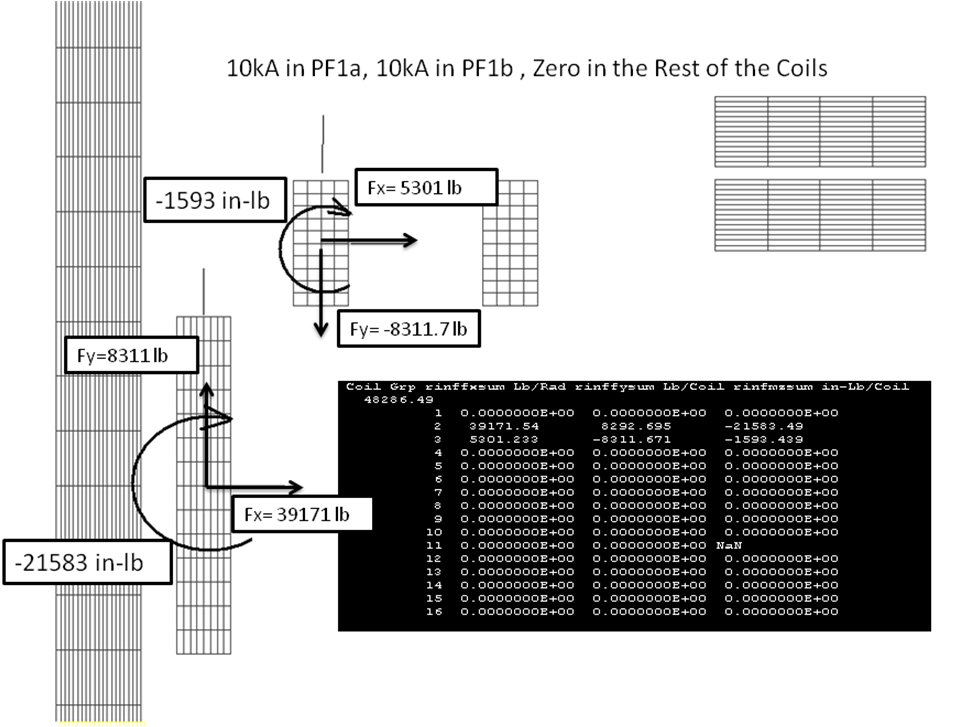 10kA in PF1a, 10kA in PF1b , Zero in the Rest of the Coils
-1593 in-lb
Fx= 5301 lb
Fy= -8311.7 lb
Fy=8311 lb
Fx= 39171 lb
-21583 in-lb
Coil Grp rinffxsum Lb/Rad rinffysum Lb/Coil rinfmzsum in-Lb/Coil
48286.49
1 0.0000000E+00 0.0000000E+00 0.0000000E+00
2 39171.54 8292.695 -21583.49
3 5301.233 -8311.671 -1593.439
4 0.0000000E+00 0.0000000E+00 0.0000000E+00
5 0.0000000E+00 0.0000000E+00 0.0000000E+00
6 0.0000000E+00 0.0000000E+00 0.0000000E+00
7 0.0000000E+00 0.0000000E+00 0.0000000E+00
8 0.0000000E+00 0.0000000E+00 0.0000000E+00
9 0.0000000E+00 0.0000000E+00 0.0000000E+00
10 0.0000000E+00 0.0000000E+00 0.0000000E+00
11 0.0000000E+00 0.0000000E+00 NaN
12 0.0000000E+00 0.0000000E+00 0.0000000E+00
13 0.0000000E+00 0.0000000E+00 0.0000000E+00
14 0.0000000E+00 0.0000000E+00 0.0000000E+00
15 0.0000000E+00 0.0000000E+00 0.0000000E+00
16 0.0000000E+00 0.0000000E+00 0.0000000E+00